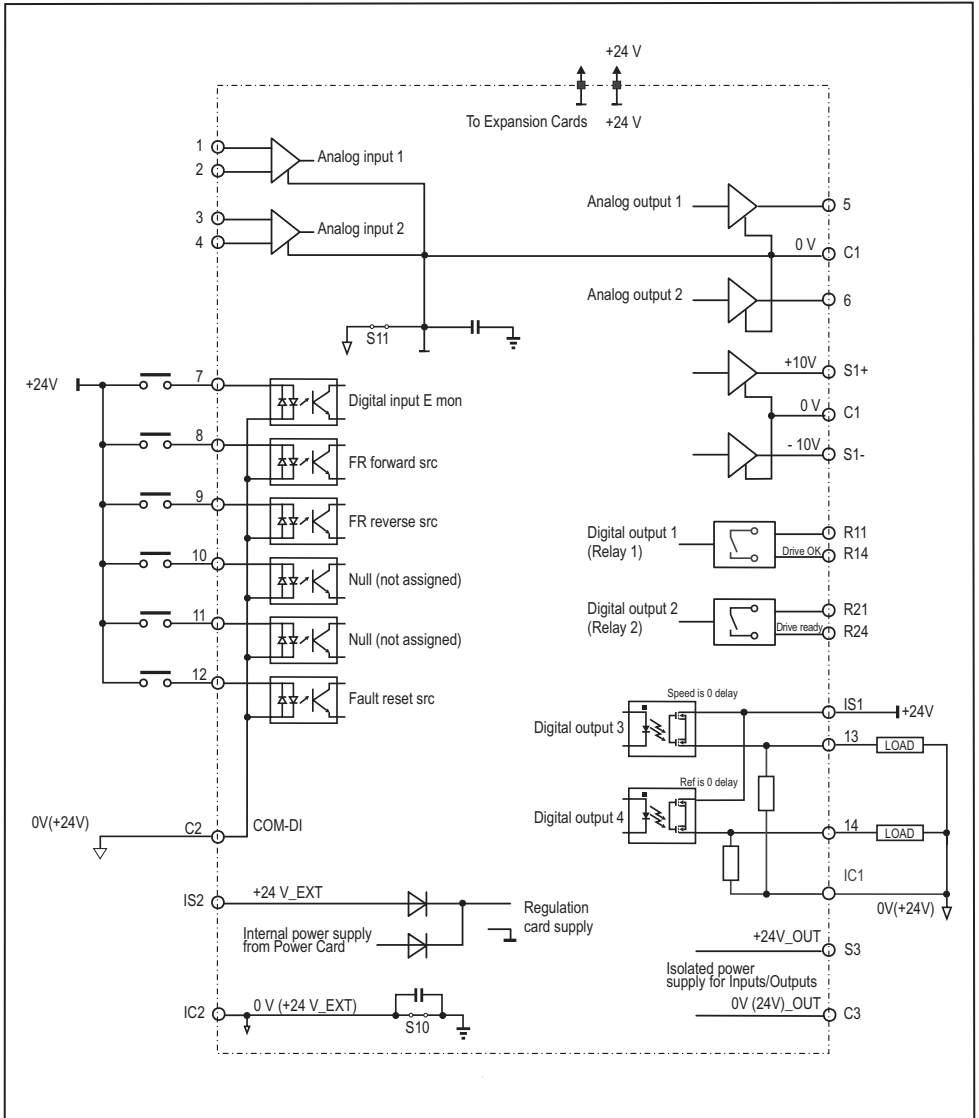 +24 V
To Expansion Cards +24 V
1
2
Analog input 1
3
4
Analog input 2
Analog output 1
5
0 V
C1
Analog output 2
6
S11
+24V
7
Digital input E mon
8
FR forward src
9
FR reverse src
10
Null (not assigned)
11
Null (not assigned)
12
Fault reset src
+10V
S1+
0 V
C1
- 10V
S1-
Digital output 1
(Relay 1)
R11
Drive OK
R14
Digital output 2
(Relay 2)
R21
Drive ready
R24
Speed is 0 delay
IS1
+24V
Digital output 3
13
LOAD
Ref is 0 delay
Digital output 4
14
LOAD
IC1
0V(+24V)
0V(+24V)
C2
COM-DI
IS2
+24 V_EXT
Internal power supply
from Power Card
Regulation
card supply
+24V_OUT
S3
Isolated power
supply for Inputs/Outputs
0V (24V)_OUT
C3
IC2
0 V (+24 V_EXT)
S10